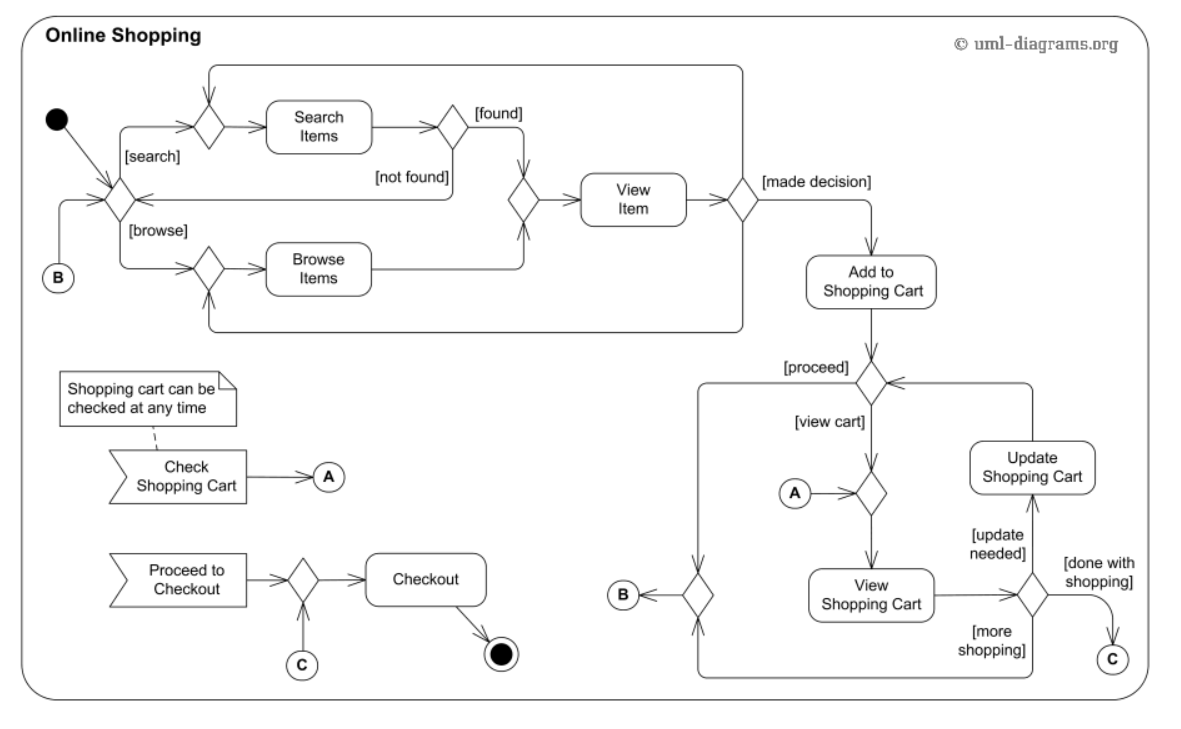 Online Shopping
© uml-diagrams.org
[found]
Search
Items
[search]
[not found]
[made decision]
View
Item
[browse]
B
Browse
Items
Add to
Shopping Cart
[proceed]
Shopping cart can be
checked at any time
[view cart]
Check
Shopping Cart
A
A
Update
Shopping Cart
[update
needed]
[done with
shopping]
Proceed to
Checkout
Checkout
B
View
Shopping Cart
[more
shopping]
C
C